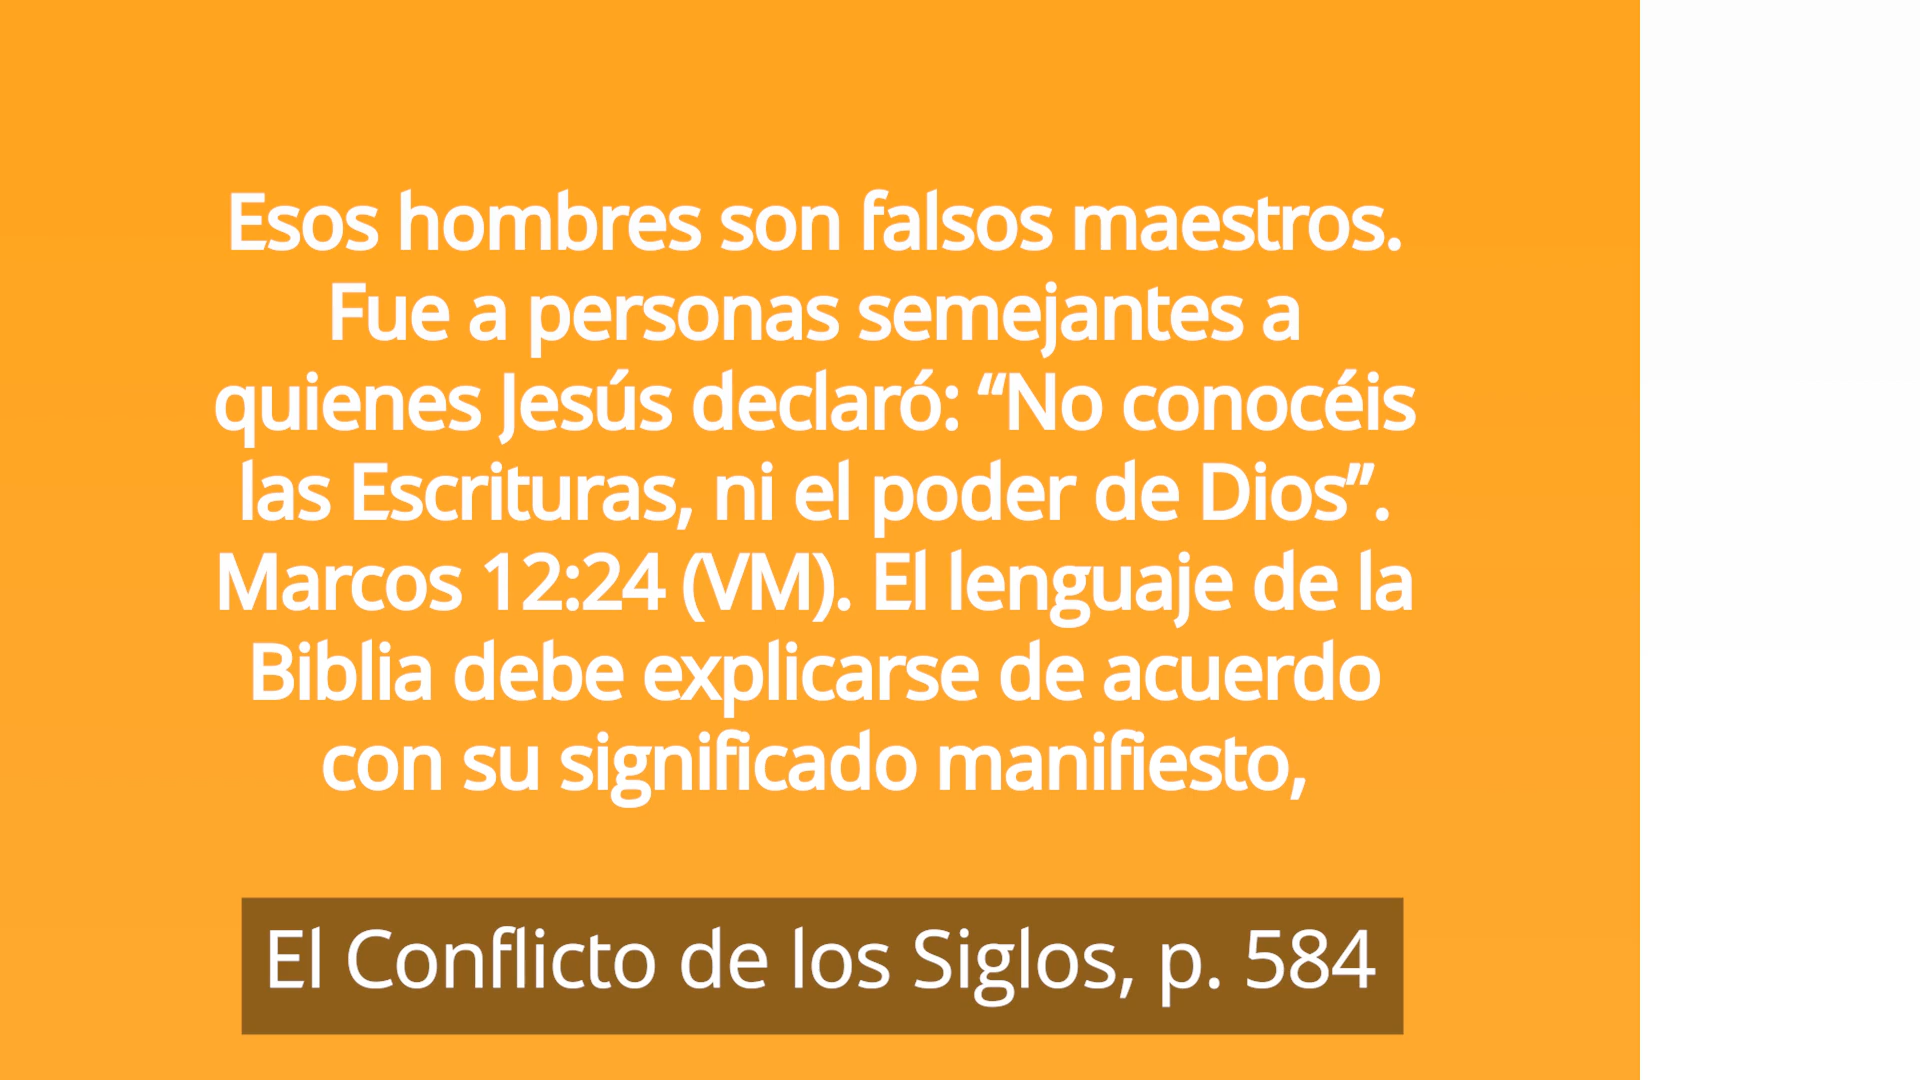 Esos hombres son falsos maestros.
Fue a personas semejantes a
quienes Jesús declaró: “No conocéis
las Escrituras, ni el poder de Dios”.
Marcos 12:24 (VM). El lenguaje de la
Biblia debe explicarse de acuerdo
con su significado manifiesto,
El Conflicto de los Siglos, p. 584